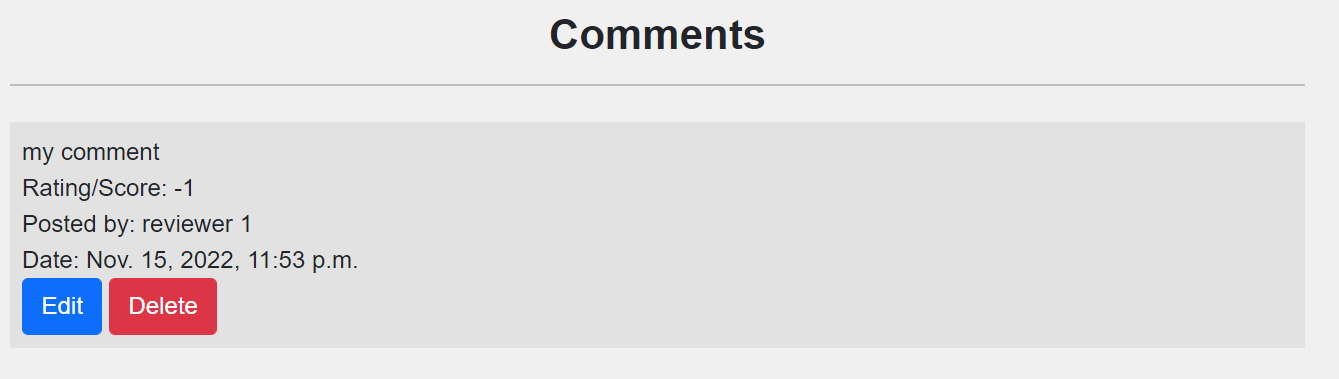 Comments
my comment
Rating/Score: -1
Posted by: reviewer 1
Date: Nov. 15, 2022, 11:53 p.m.
Edit Delete